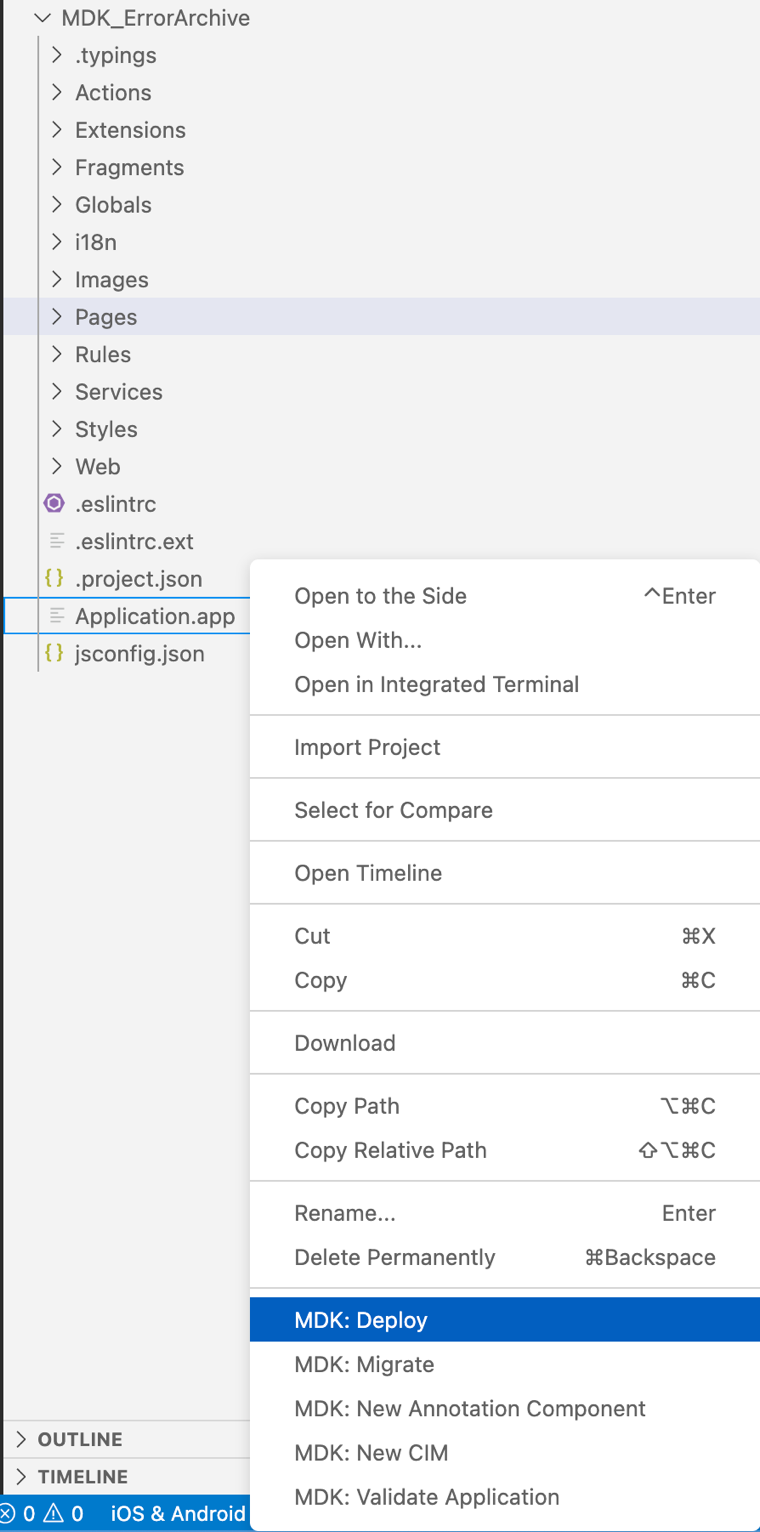 MDK_ErrorArchive
.typings
Actions
Extensions
Fragments
Globals
i18n
Images
Pages
Rules
Services
Styles
Web
.eslintrc
.eslintrc.ext
.project.json
Application.app
jsconfig.json
Open to the Side ^Enter
Open With...
Open in Integrated Terminal
Import Project
Select for Compare
Open Timeline
Cut ⌘X
Copy ⌘C
Download
Copy Path ⌥⌘C
Copy Relative Path ⇧⌥⌘C
Rename... Enter
Delete Permanently ⌘Backspace
MDK: Deploy
MDK: Migrate
MDK: New Annotation Component
MDK: New CIM
MDK: Validate Application
OUTLINE
TIMELINE
0 0 iOS & Android